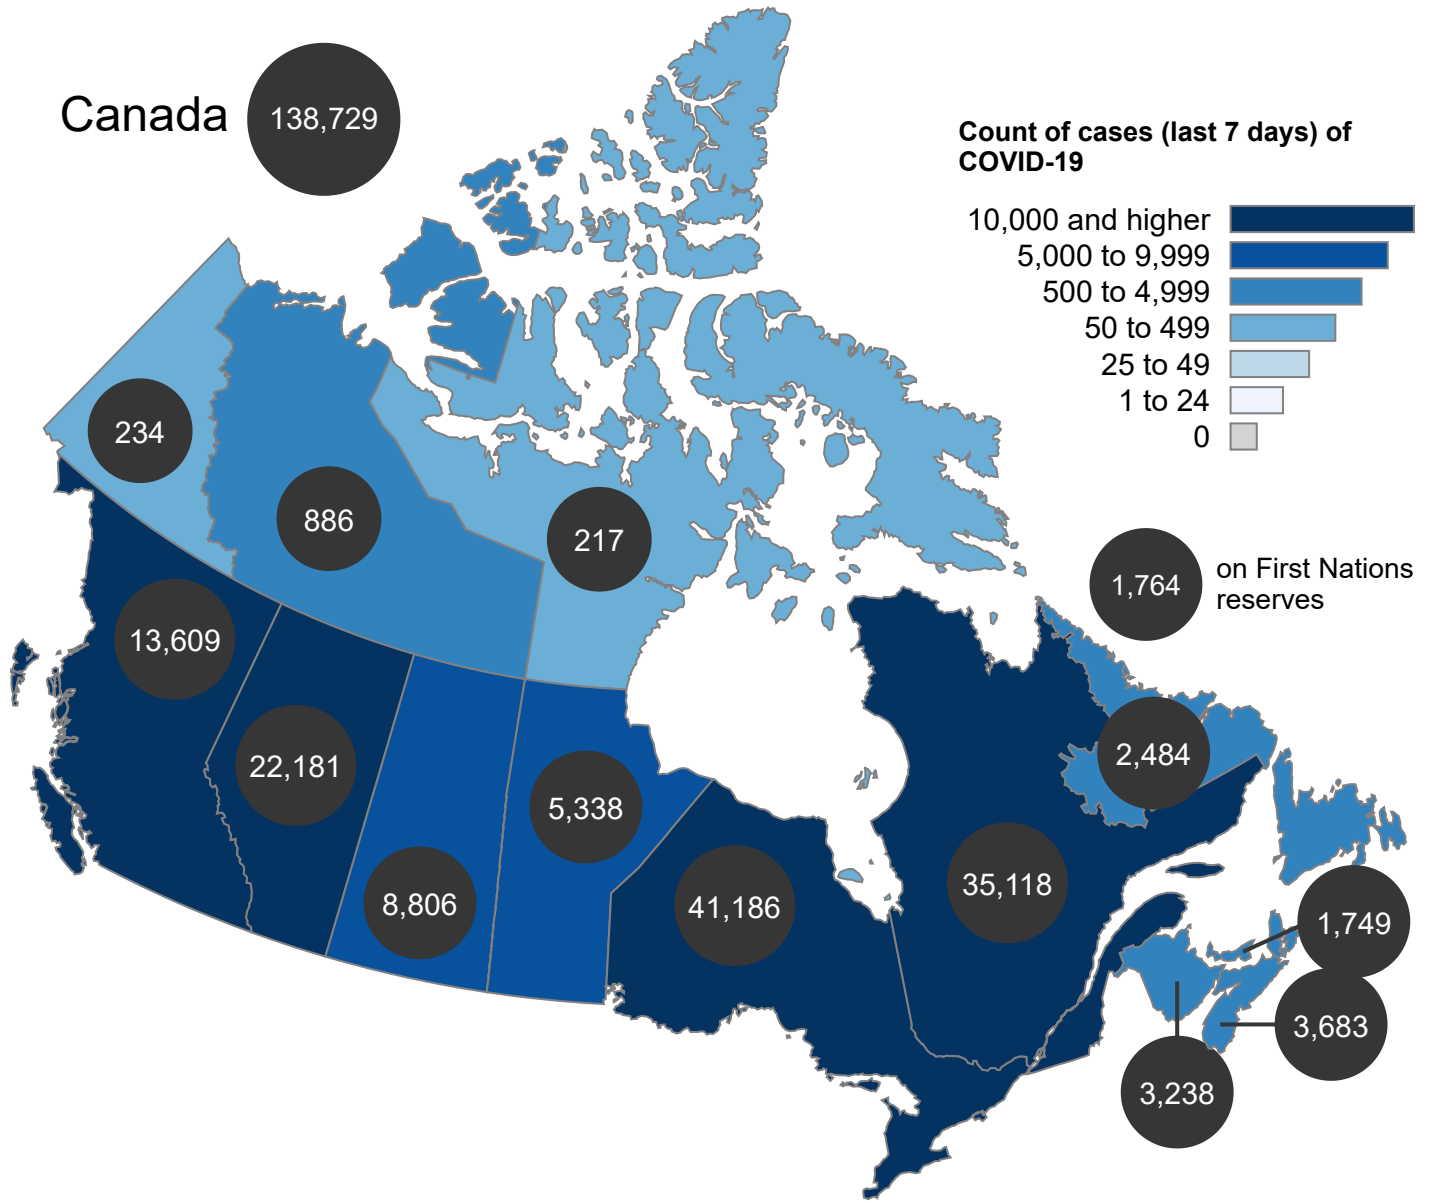 Canada
138,729
Count of cases (last 7 days) of
COVID-19
10,000 and higher
5,000 to 9,999
500 to 4,999
50 to 499
25 to 49
1 to 24
0
234
886
217
1,764
on First Nations
reserves
13,609
22,181
5,338
8,806
41,186
35,118
2,484
1,749
3,683
3,238